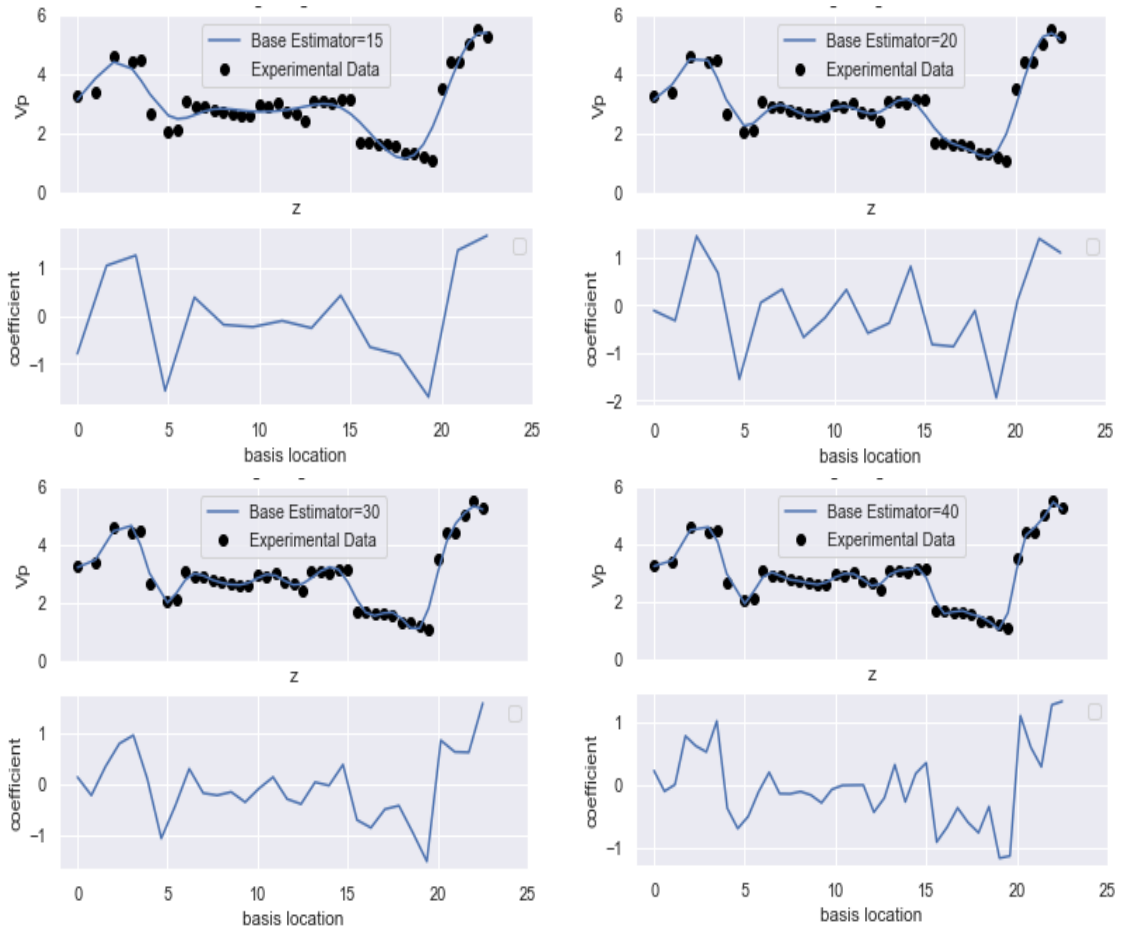 6
4
2
0
Vp
Base Estimator=15
Experimental Data
z
1
0
−1
coefficient
0 5 10 15 20 25
basis location
6
4
2
0
Vp
Base Estimator=20
Experimental Data
z
1
0
−1
−2
coefficient
0 5 10 15 20 25
basis location
6
4
2
0
Vp
Base Estimator=30
Experimental Data
z
1
0
−1
coefficient
0 5 10 15 20 25
basis location
6
4
2
0
Vp
Base Estimator=40
Experimental Data
z
1
0
−1
coefficient
0 5 10 15 20 25
basis location